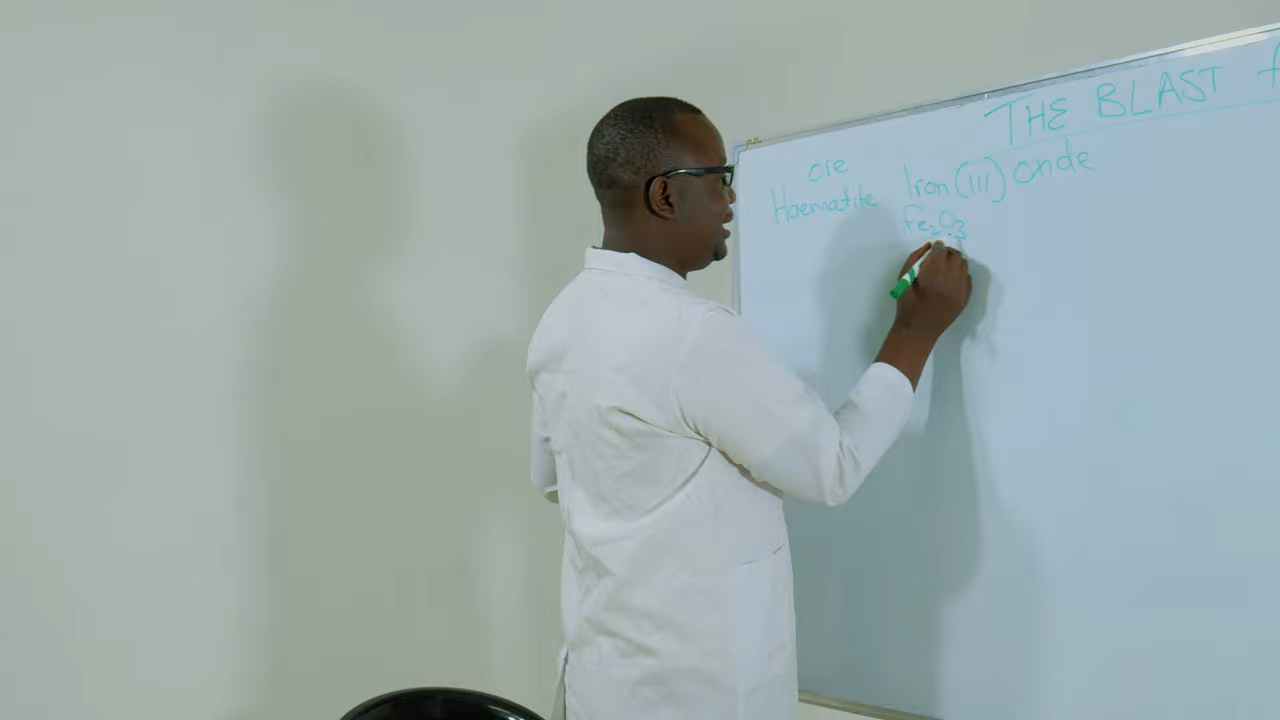 THE BLAST f
ore
Haematite Iron (III) Oxide
Fe₂O₃